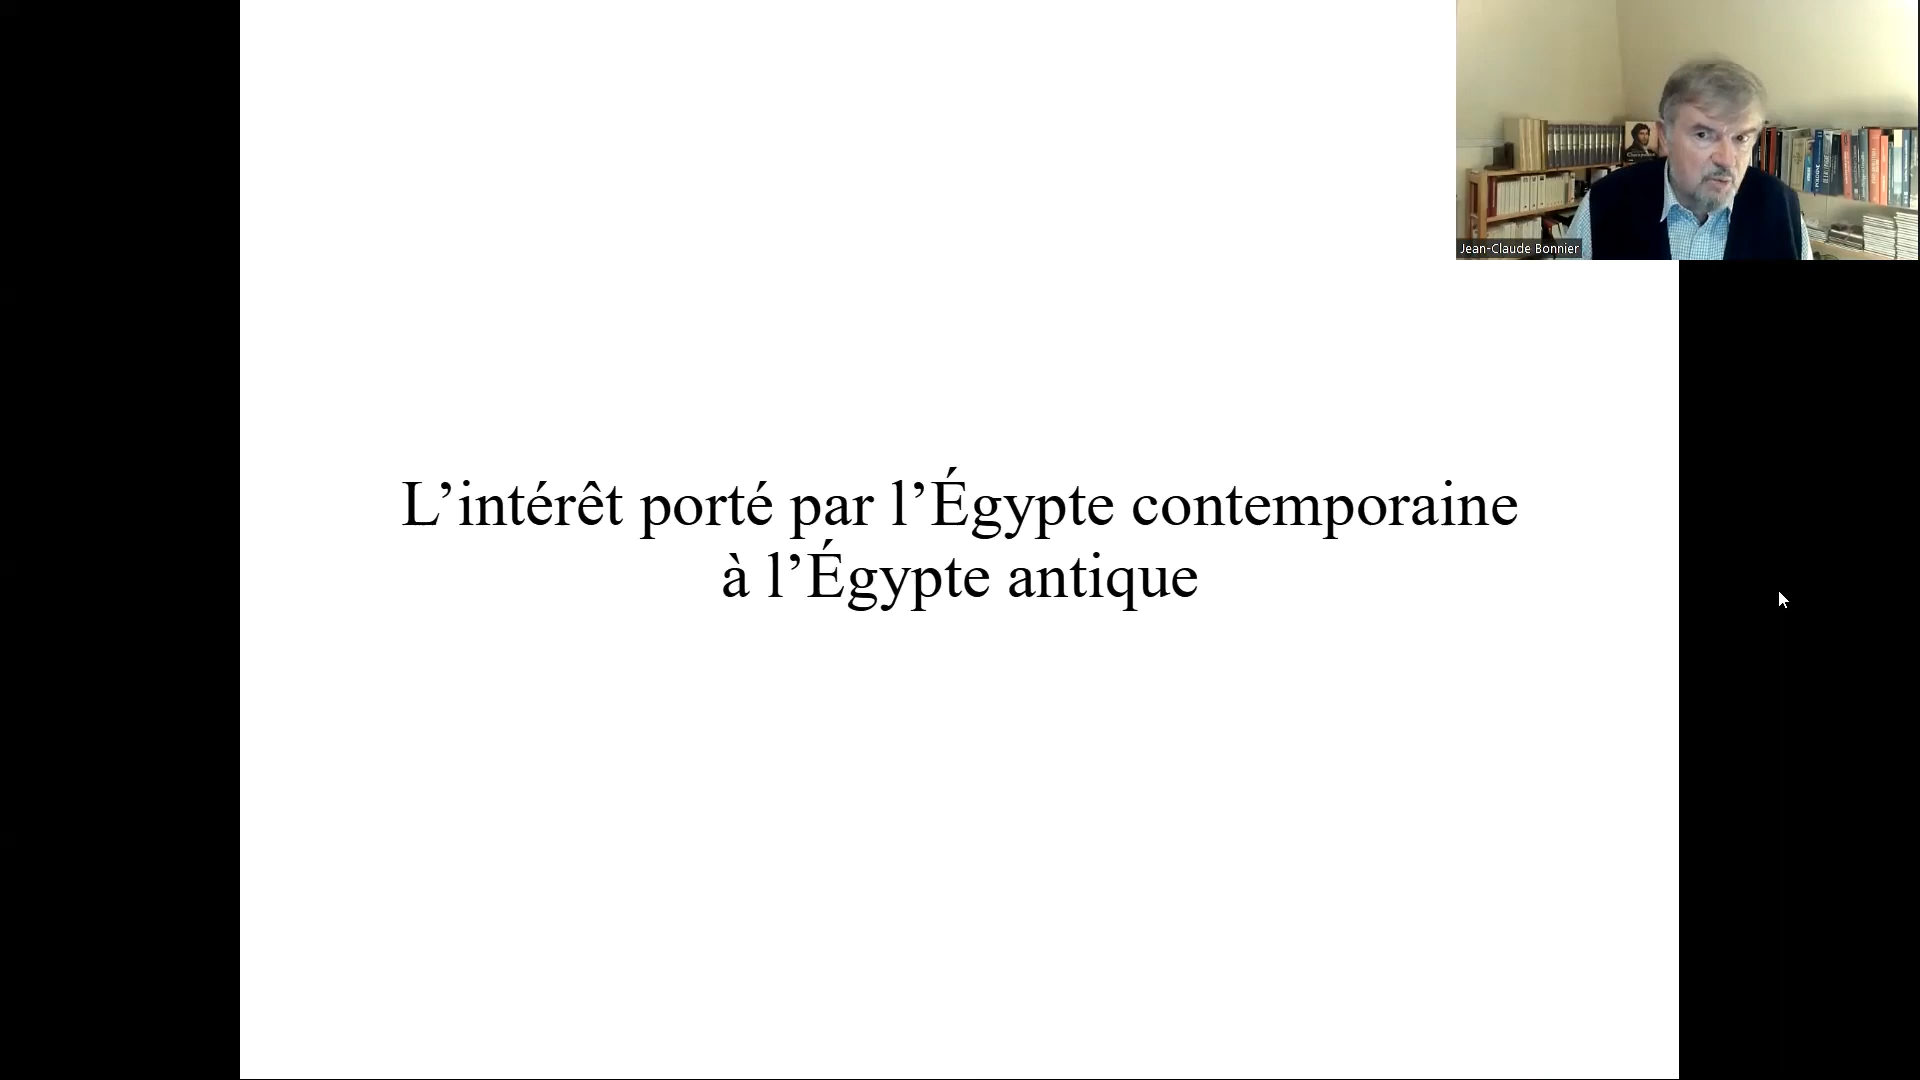 L’intérêt porté par l’Égypte contemporaine
à l’Égypte antique
Jean-Claude Bonnier